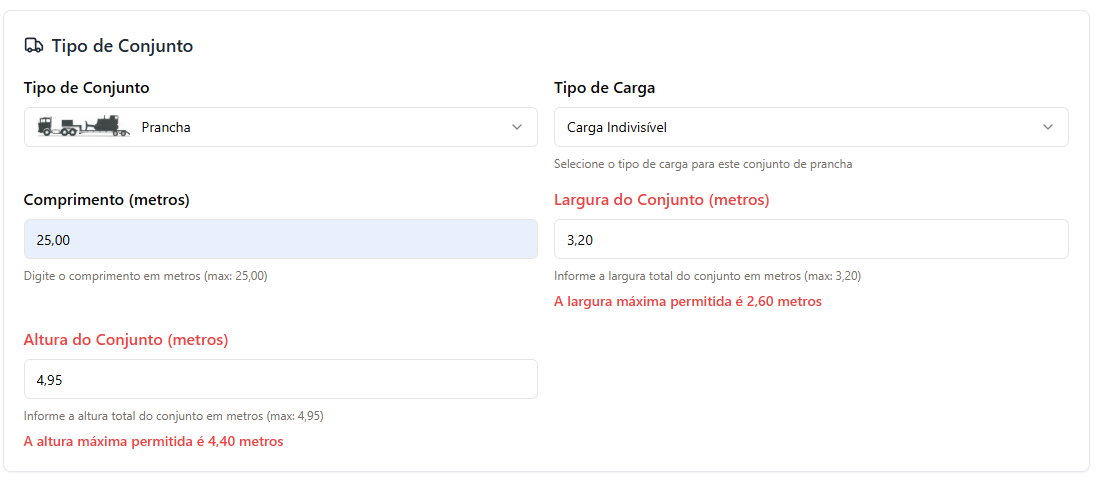 Tipo de Conjunto
Tipo de Conjunto
Prancha
Tipo de Carga
Carga Indivisível
Selecione o tipo de carga para este conjunto de prancha
Comprimento (metros)
25,00
Digite o comprimento em metros (max: 25,00)
Largura do Conjunto (metros)
3,20
Informe a largura total do conjunto em metros (max: 3,20)
A largura máxima permitida é 2,60 metros
Altura do Conjunto (metros)
4,95
Informe a altura total do conjunto em metros (max: 4,95)
A altura máxima permitida é 4,40 metros